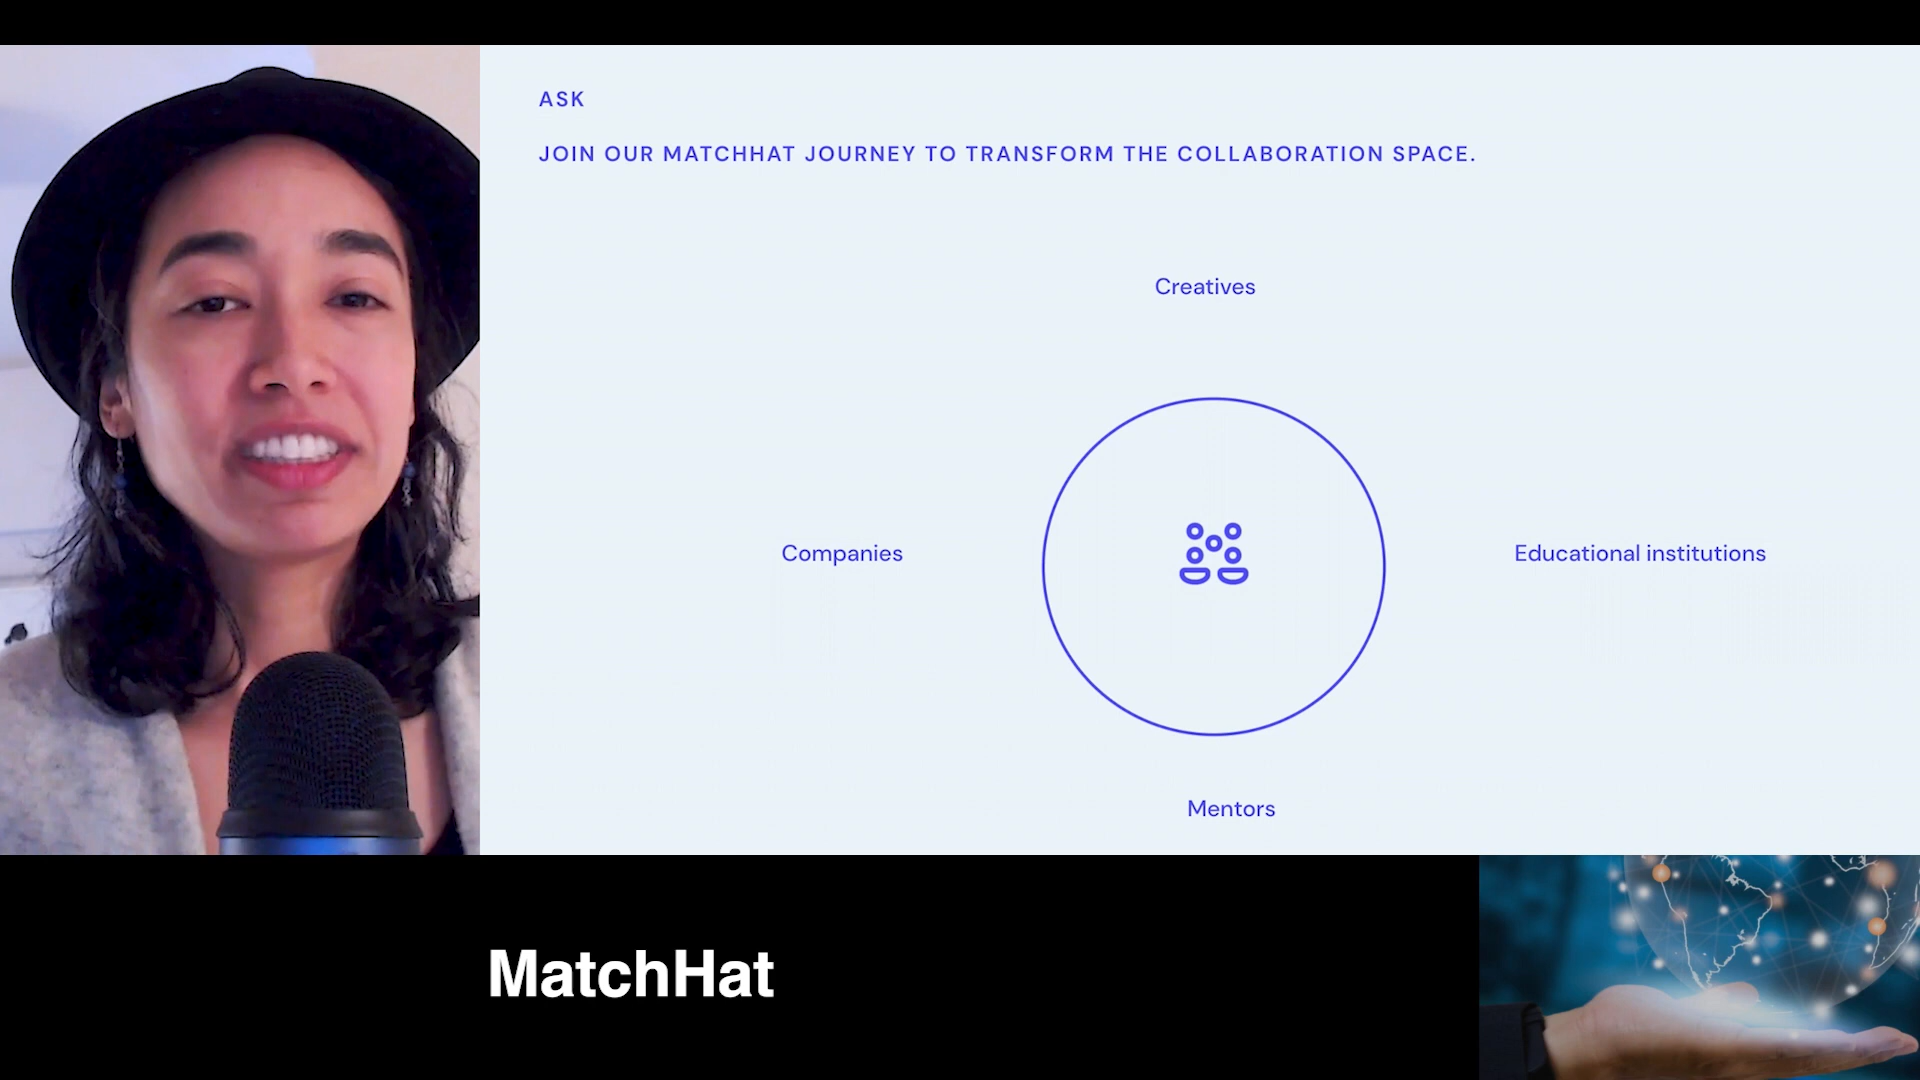 ASK
JOIN OUR MATCHHAT JOURNEY TO TRANSFORM THE COLLABORATION SPACE.
Creatives
Companies
Educational institutions
Mentors
MatchHat